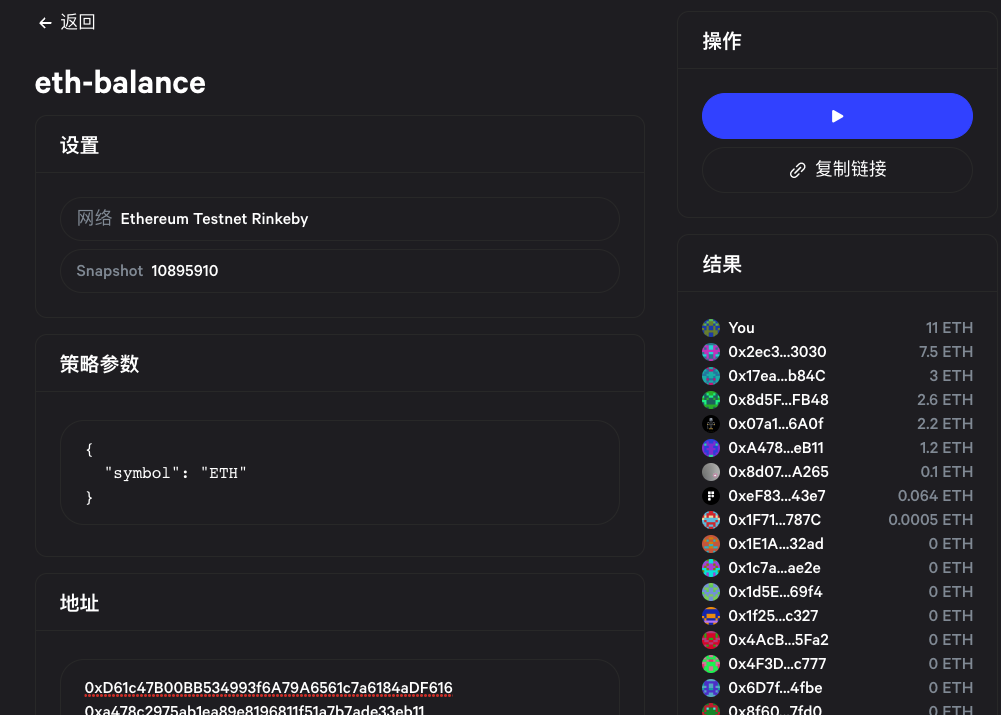 ← 返回
eth-balance
设置
网络 Ethereum Testnet Rinkeby
Snapshot 10895910
策略参数
{
"symbol": "ETH"
}
地址
0xD61c47B00BB534993f6A79A6561c7a6184aDF616
0xa478c2975ab1ea89e8196811f51a7b7ade33eb11
操作
复制链接
结果
You 11 ETH
0x2ec3...3030 7.5 ETH
0x17ea...b84C 3 ETH
0x8d5F...FB48 2.6 ETH
0x07a1...6A0f 2.2 ETH
0xA478...eB11 1.2 ETH
0x8d07...A265 0.1 ETH
0xeF83...43e7 0.064 ETH
0x1F71...787C 0.0005 ETH
0x1E1A...32ad 0 ETH
0x1c7a...ae2e 0 ETH
0x1d5E...69f4 0 ETH
0x1f25...c327 0 ETH
0x4AcB...5Fa2 0 ETH
0x4F3D...c777 0 ETH
0x6D7f...4fbe 0 ETH
0x8f60...7fd0 0 ETH